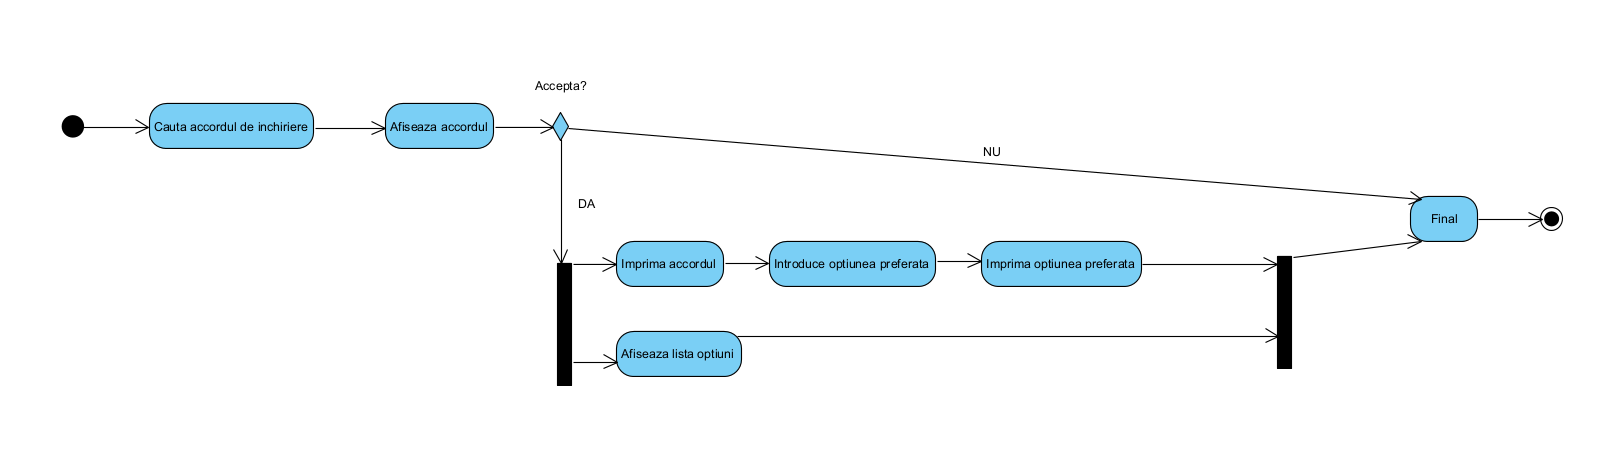 Accepta?
Cauta accordul de inchiriere
Afiseaza accordul
NU
DA
Final
Imprima accordul
Introduce optiunea preferata
Imprima optiunea preferata
Afiseaza lista optiuni